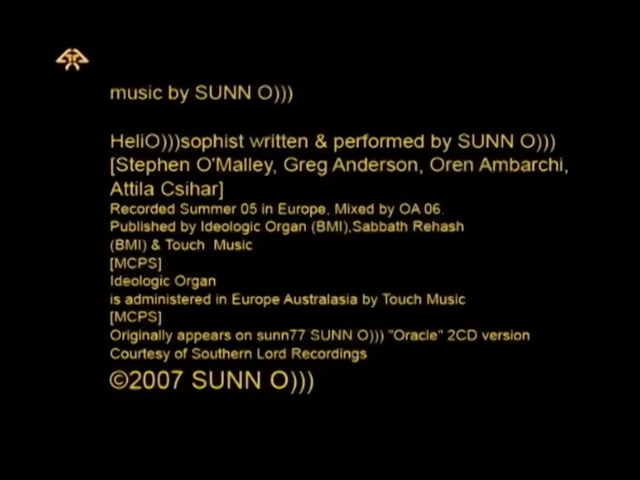 music by SUNN O)))
HeliO)))sophist written & performed by SUNN O)))
[Stephen O'Malley, Greg Anderson, Oren Ambarchi,
Attila Csihar]
Recorded Summer 05 in Europe. Mixed by OA 06.
Published by Ideologic Organ (BMI),Sabbath Rehash
(BMI) & Touch Music
[MCPS]
Ideologic Organ
is administered in Europe Australasia by Touch Music
[MCPS]
Originally appears on sunn77 SUNN O))) "Oracle" 2CD version
Courtesy of Southern Lord Recordings
©2007 SUNN O)))